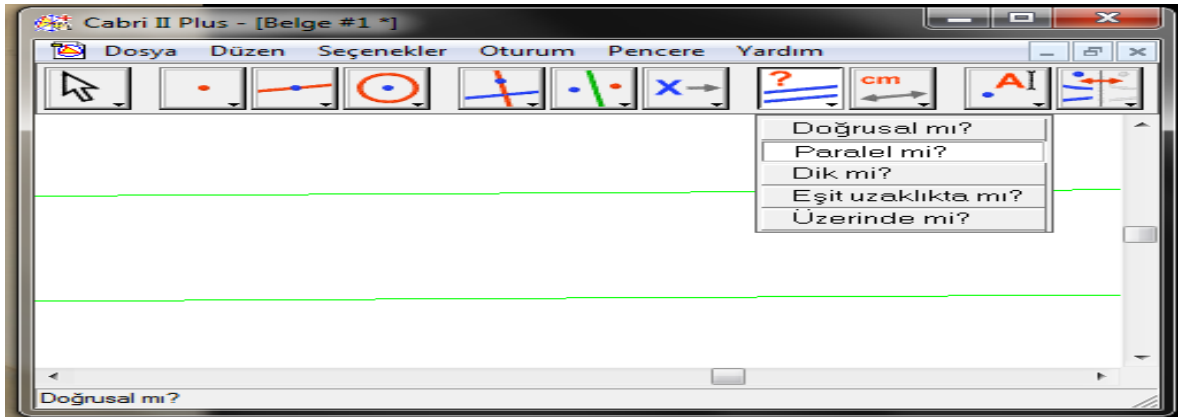 Cabri II Plus - [Belge #1 *]
Dosya Düzen Seçenekler Oturum Pencere Yardım
? cm A
x
Doğrusal mı?
Paralel mi?
Dik mi?
Eşit uzaklıkta mı?
Üzerinde mi?
Doğrusal mı?